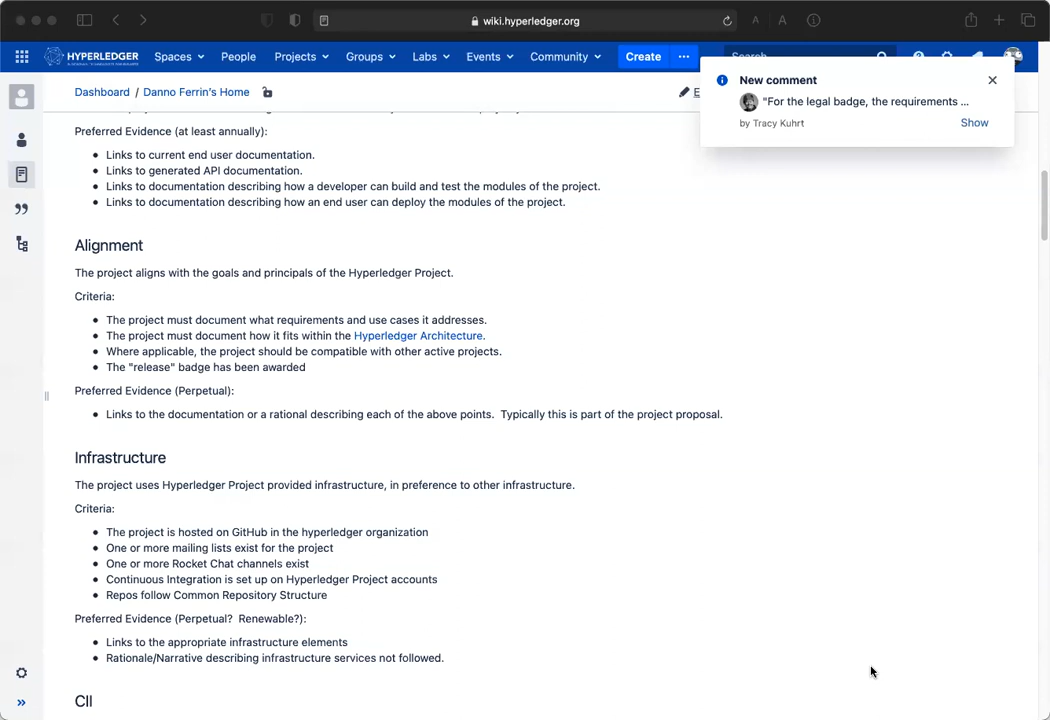 wiki.hyperledger.org
A A
HYPERLEDGER Spaces People Projects Groups Labs Events Community Create ... Search
New comment
"For the legal badge, the requirements ...
by Tracy Kuhrt Show
Dashboard / Danno Ferrin's Home E
Preferred Evidence (at least annually):
• Links to current end user documentation.
• Links to generated API documentation.
• Links to documentation describing how a developer can build and test the modules of the project.
• Links to documentation describing how an end user can deploy the modules of the project.
Alignment
The project aligns with the goals and principals of the Hyperledger Project.
Criteria:
• The project must document what requirements and use cases it addresses.
• The project must document how it fits within the Hyperledger Architecture.
• Where applicable, the project should be compatible with other active projects.
• The "release" badge has been awarded
Preferred Evidence (Perpetual):
• Links to the documentation or a rational describing each of the above points. Typically this is part of the project proposal.
Infrastructure
The project uses Hyperledger Project provided infrastructure, in preference to other infrastructure.
Criteria:
• The project is hosted on GitHub in the hyperledger organization
• One or more mailing lists exist for the project
• One or more Rocket Chat channels exist
• Continuous Integration is set up on Hyperledger Project accounts
• Repos follow Common Repository Structure
Preferred Evidence (Perpetual? Renewable?):
• Links to the appropriate infrastructure elements
• Rationale/Narrative describing infrastructure services not followed.
CII